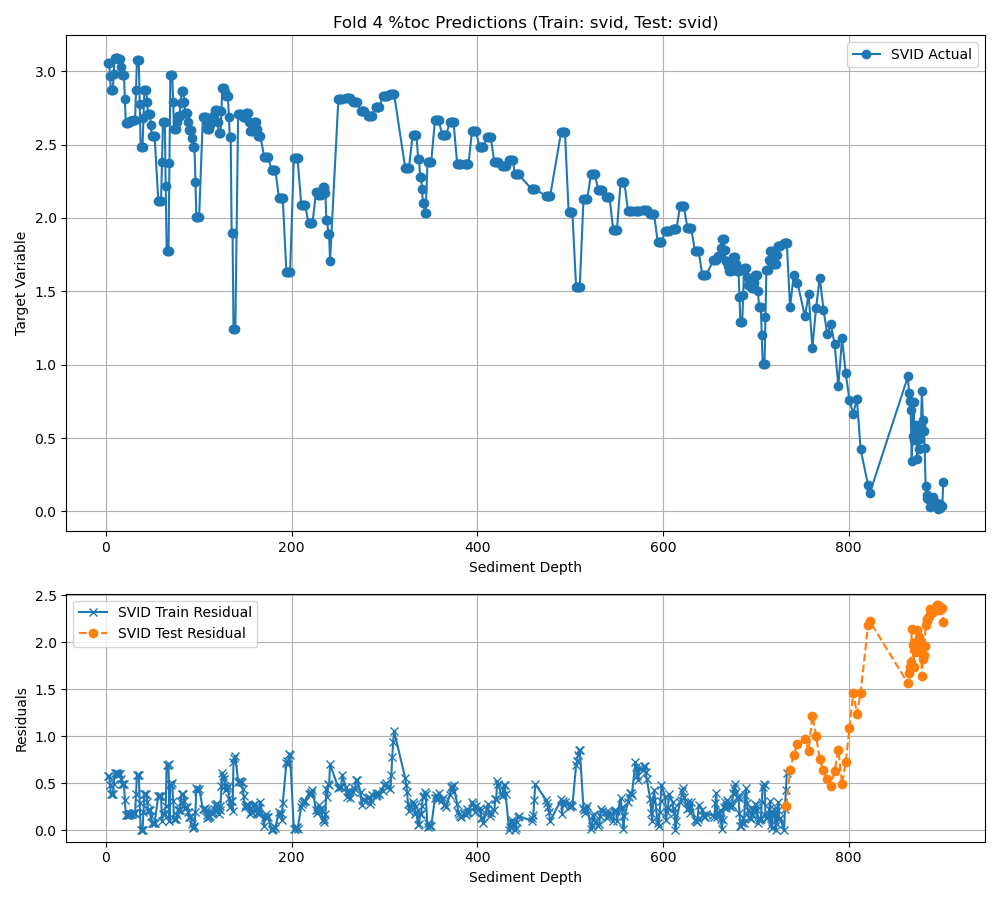 Fold 4 %toc Predictions (Train: svid, Test: svid)
SVID Actual
Target Variable
3.0
2.5
2.0
1.5
1.0
0.5
0.0
0 200 400 600 800
Sediment Depth
SVID Train Residual
SVID Test Residual
Residuals
2.5
2.0
1.5
1.0
0.5
0.0
0 200 400 600 800
Sediment Depth